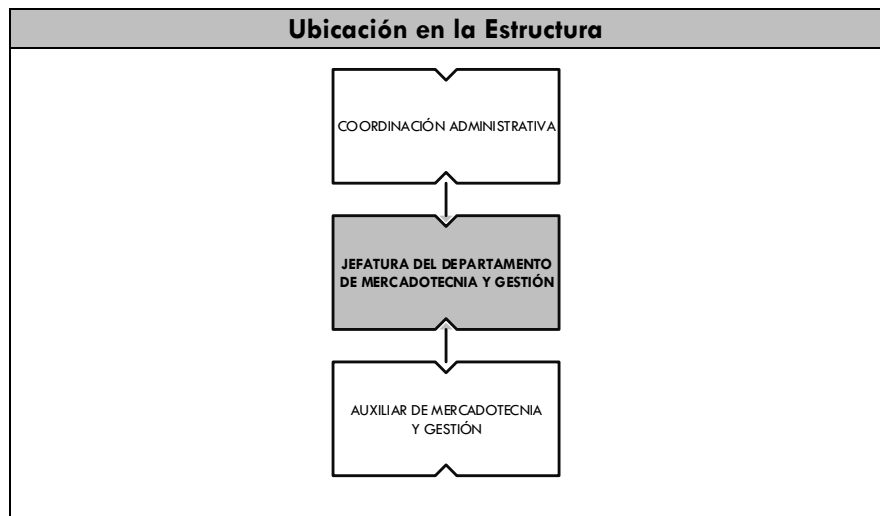 Ubicación en la Estructura
COORDINACIÓN ADMINISTRATIVA
JEFATURA DEL DEPARTAMENTO
DE MERCADOTECNIA Y GESTIÓN
AUXILIAR DE MERCADOTECNIA
Y GESTIÓN